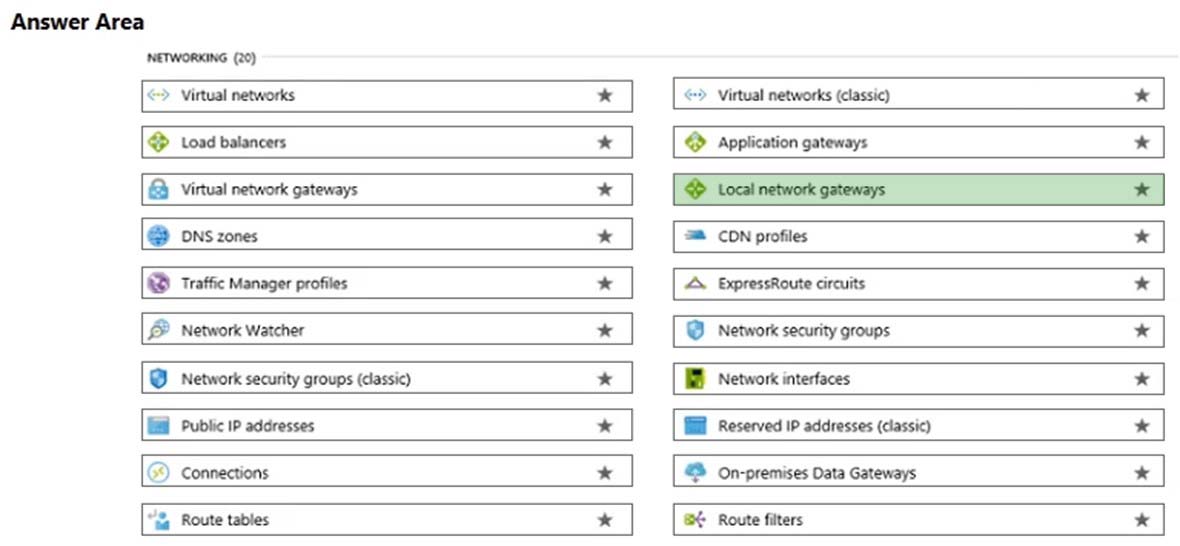 Answer Area
NETWORKING (20)
Virtual networks
Virtual networks (classic)
Load balancers
Application gateways
Virtual network gateways
Local network gateways
DNS zones
CDN profiles
Traffic Manager profiles
ExpressRoute circuits
Network Watcher
Network security groups
Network security groups (classic)
Network interfaces
Public IP addresses
Reserved IP addresses (classic)
Connections
On-premises Data Gateways
Route tables
Route filters